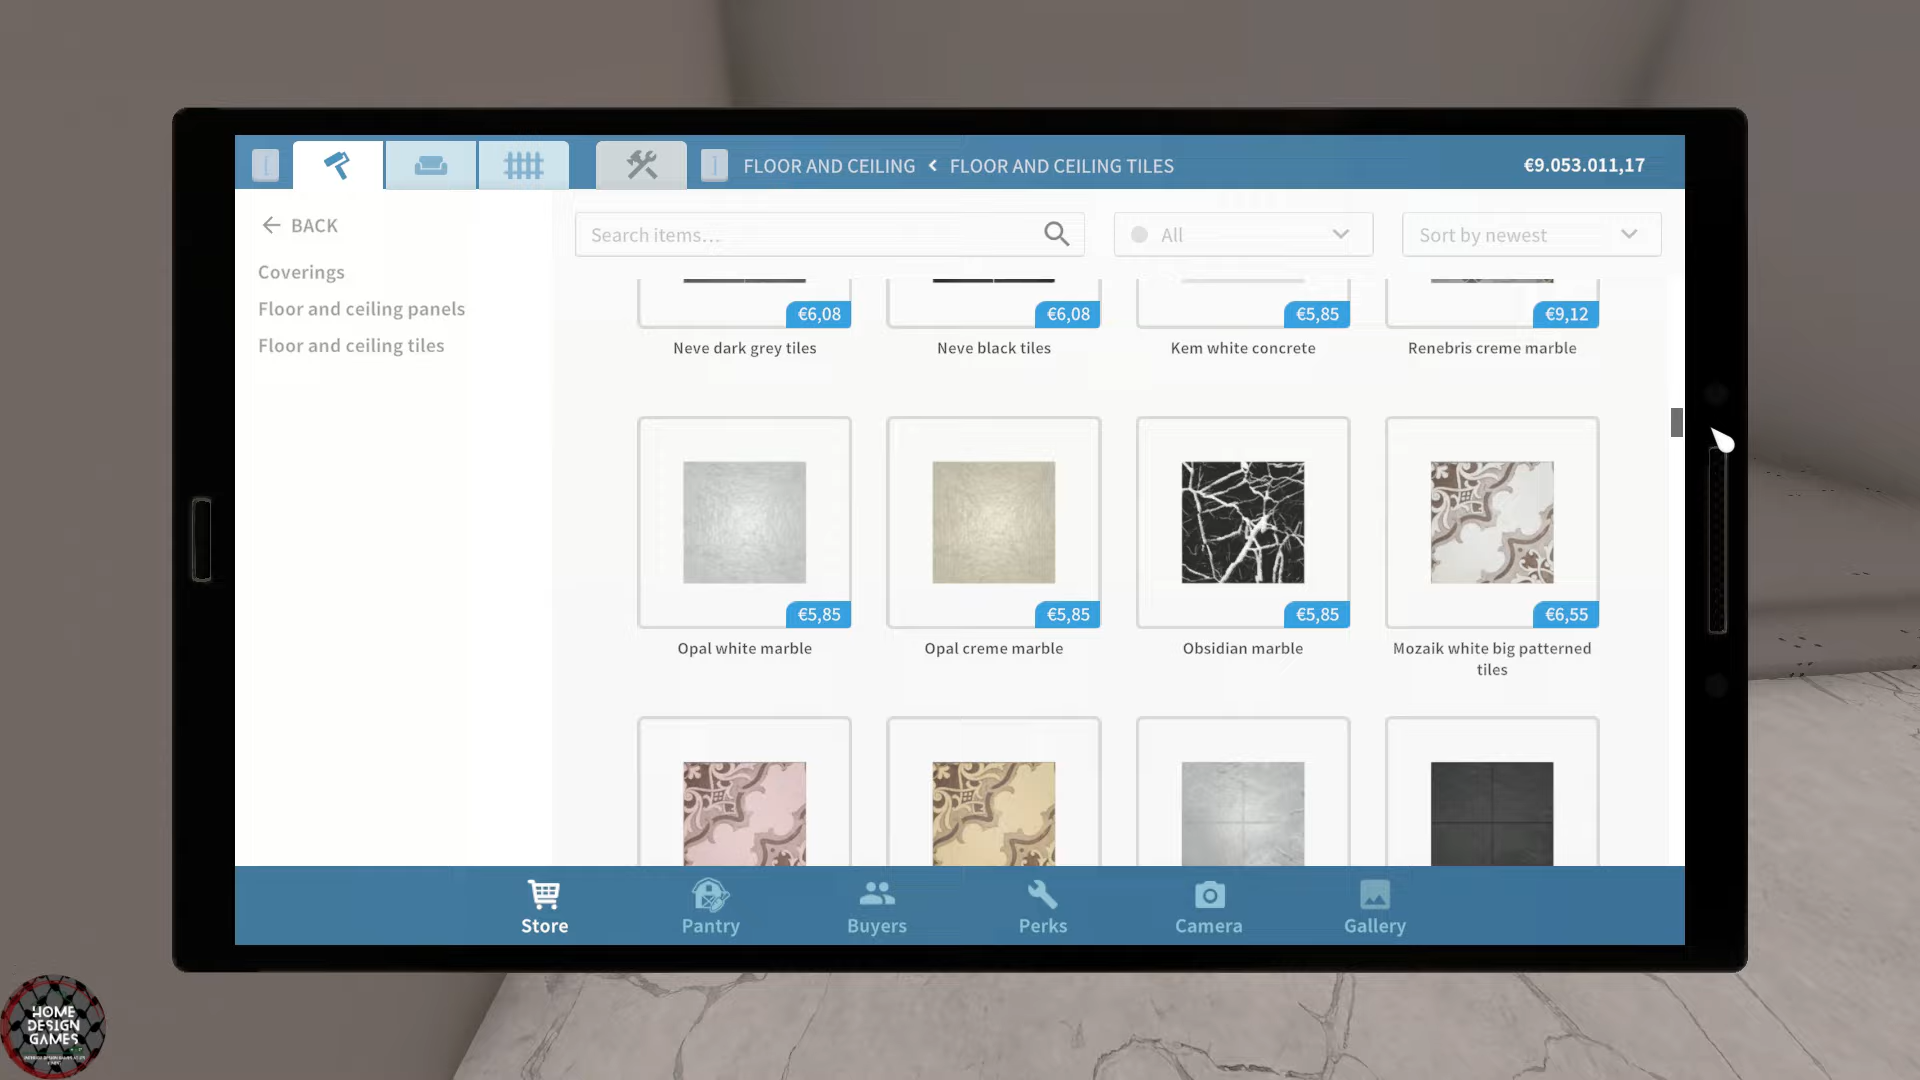 FLOOR AND CEILING < FLOOR AND CEILING TILES
€9.053.011,17
BACK
Search items...
All
Sort by newest
Coverings
Floor and ceiling panels
Floor and ceiling tiles
€6,08
€6,08
€5,85
€9,12
Neve dark grey tiles
Neve black tiles
Kem white concrete
Renebris creme marble
€5,85
€5,85
€5,85
€6,55
Opal white marble
Opal creme marble
Obsidian marble
Mozaik white big patterned
tiles
Store
Pantry
Buyers
Perks
Camera
Gallery
HOME
DESIGN
GAMES